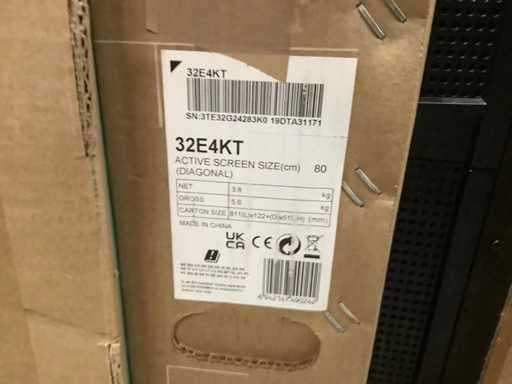 32E4KT
SN:3TE32G24283K0 19DTA31171
32E4KT
ACTIVE SCREEN SIZE(cm) 80
(DIAGONAL)
NET 3.8 kg
GROSS 5.6 kg
CARTON SIZE (mm)
MADE IN CHINA
UK
CA
CE